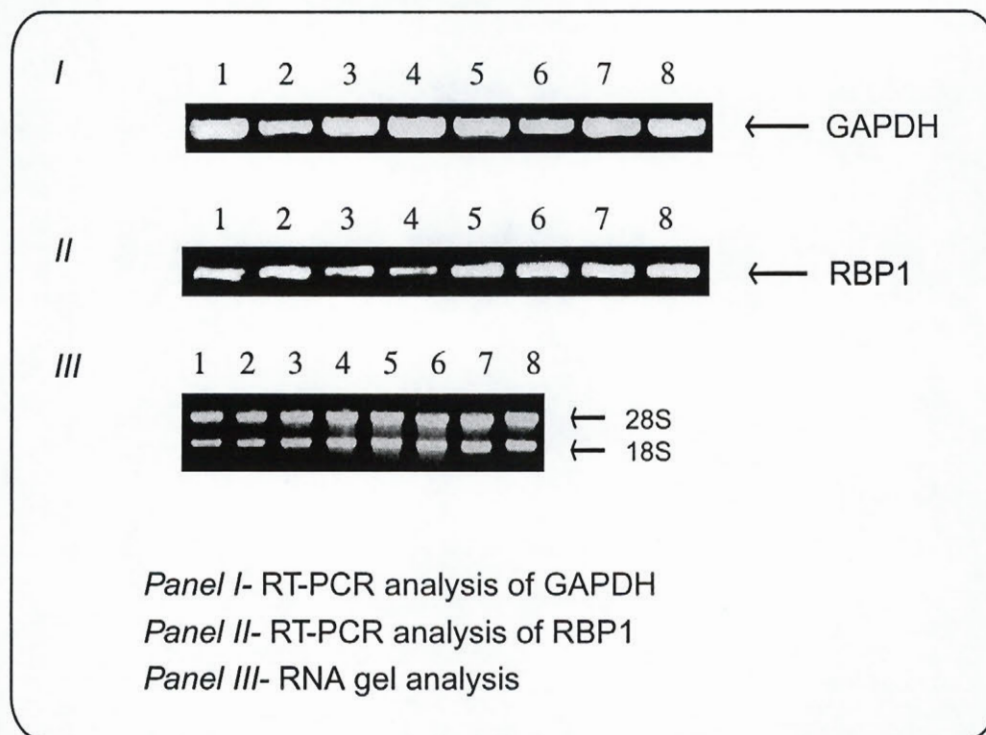 I
1 2 3 4 5 6 7 8
← GAPDH
II
1 2 3 4 5 6 7 8
← RBP1
III
1 2 3 4 5 6 7 8
← 28S
← 18S
Panel I- RT-PCR analysis of GAPDH
Panel II- RT-PCR analysis of RBP1
Panel III- RNA gel analysis